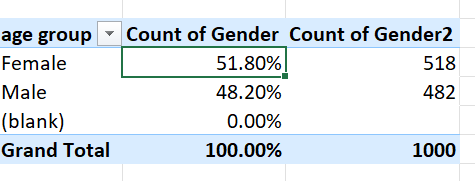 age group Count of Gender Count of Gender2
Female 51.80% 518
Male 48.20% 482
(blank) 0.00%
Grand Total 100.00% 1000